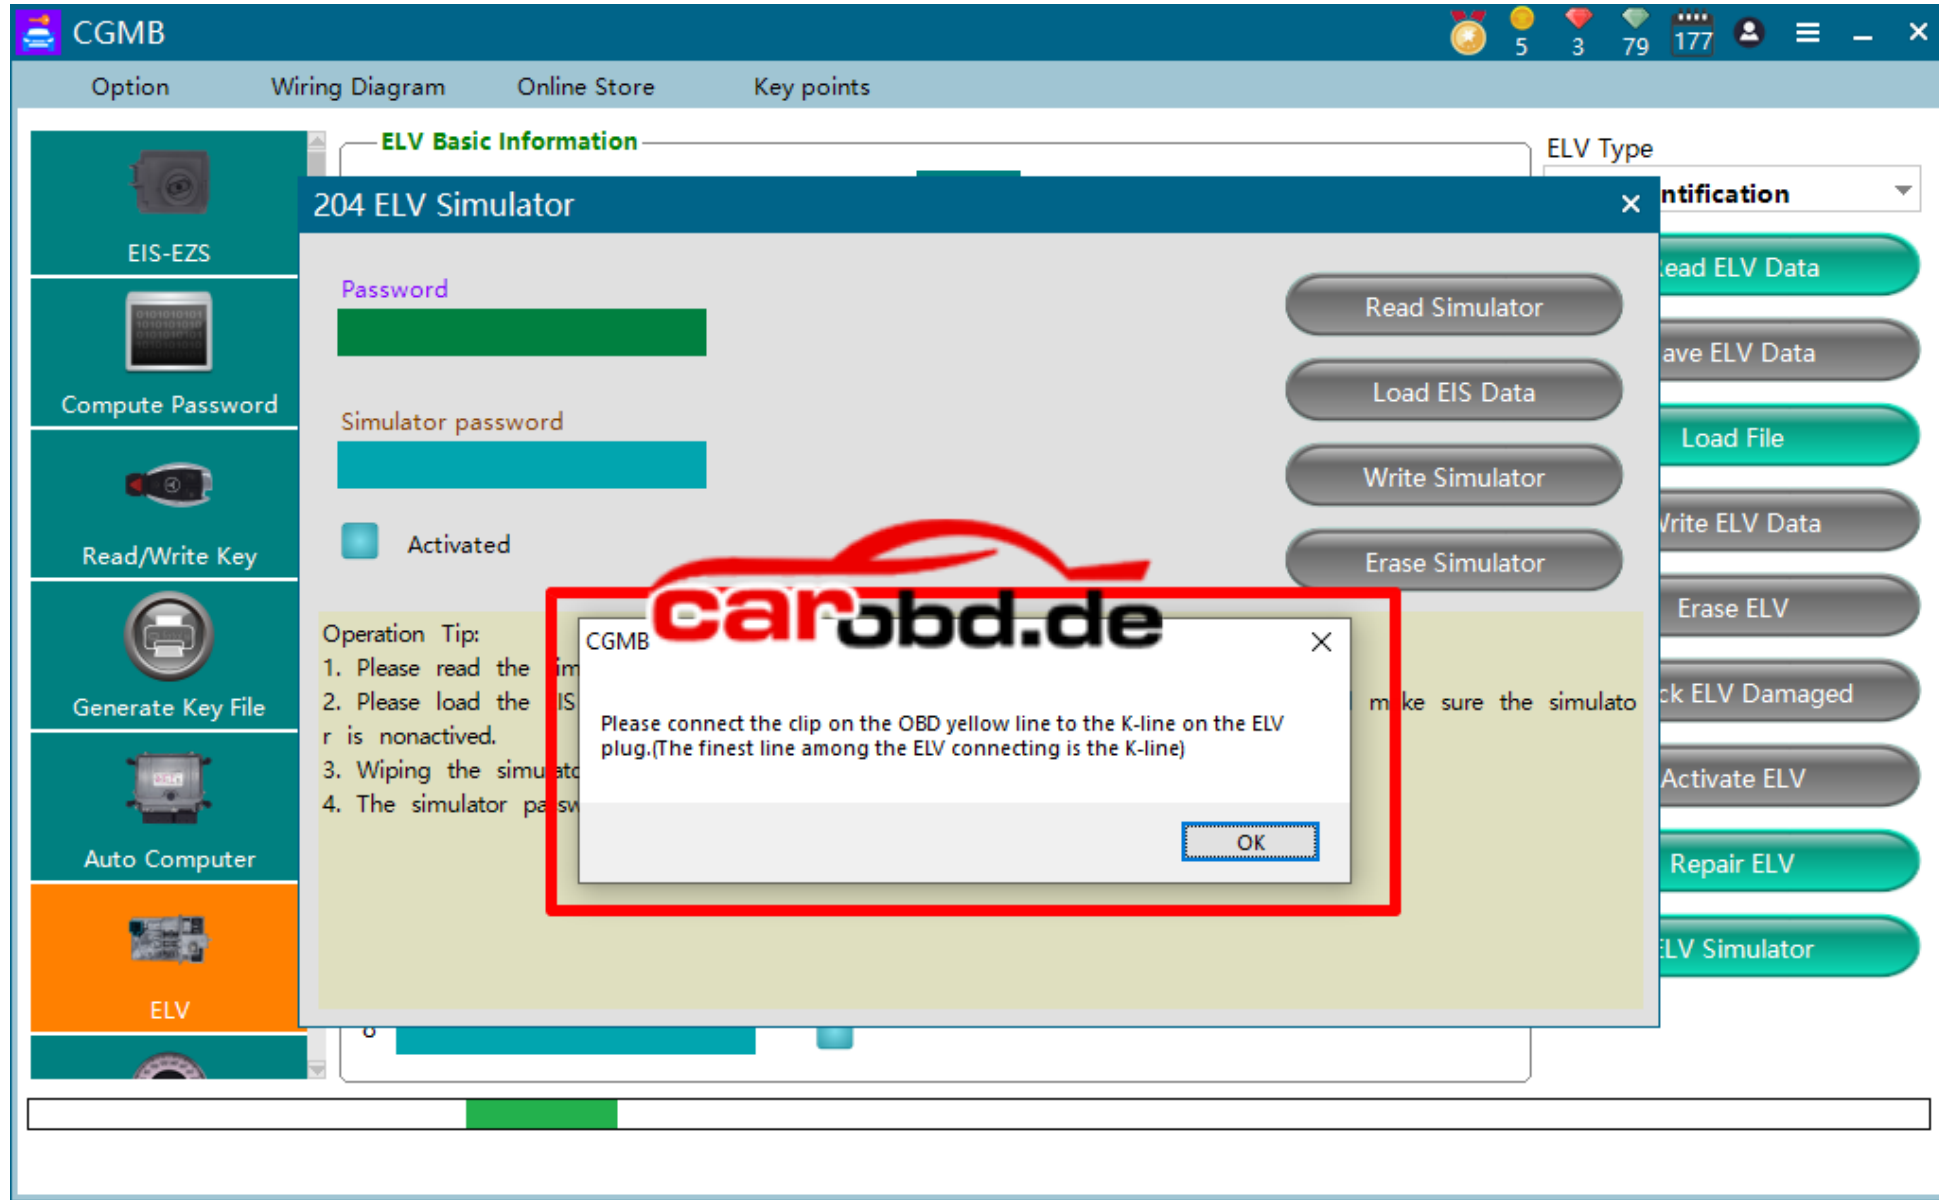 CGMB
5
3
79
177
Option
Wiring Diagram
Online Store
Key points
EIS-EZS
Compute Password
Read/Write Key
Generate Key File
Auto Computer
ELV
ELV Basic Information
ELV Type
ntification
204 ELV Simulator
Password
Simulator password
Activated
Read Simulator
Load EIS Data
Write Simulator
Erase Simulator
ead ELV Data
ave ELV Data
Load File
Write ELV Data
Erase ELV
ck ELV Damaged
Activate ELV
Repair ELV
ELV Simulator
Operation Tip:
1. Please read the
2. Please load the make sure the simulato
r is nonactived.
3. Wiping the
4. The simulator
carobd.de
CGMB
Please connect the clip on the OBD yellow line to the K-line on the ELV
plug.(The finest line among the ELV connecting is the K-line)
OK